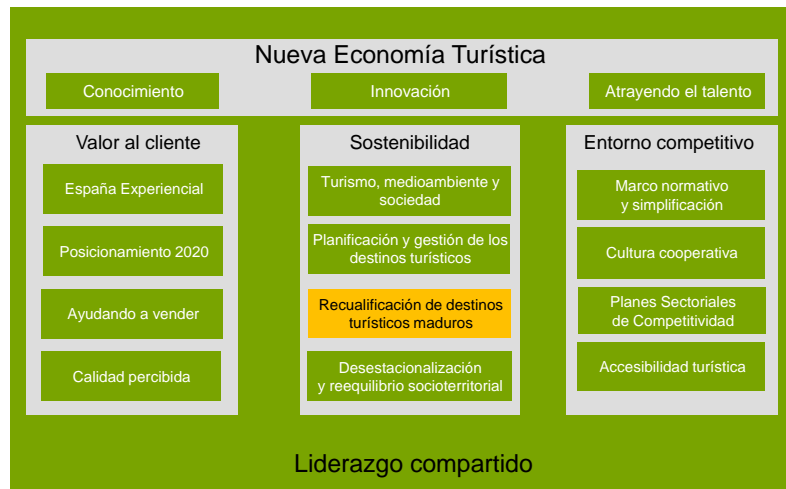 Nueva Economía Turística
Conocimiento
Innovación
Atrayendo el talento
Valor al cliente
España Experiencial
Posicionamiento 2020
Ayudando a vender
Calidad percibida
Sostenibilidad
Turismo, medioambiente y
sociedad
Planificación y gestión de los
destinos turísticos
Recualificación de destinos
turísticos maduros
Desestacionalización
y reequilibrio socioterritorial
Entorno competitivo
Marco normativo
y simplificación
Cultura cooperativa
Planes Sectoriales
de Competitividad
Accesibilidad turística
Liderazgo compartido